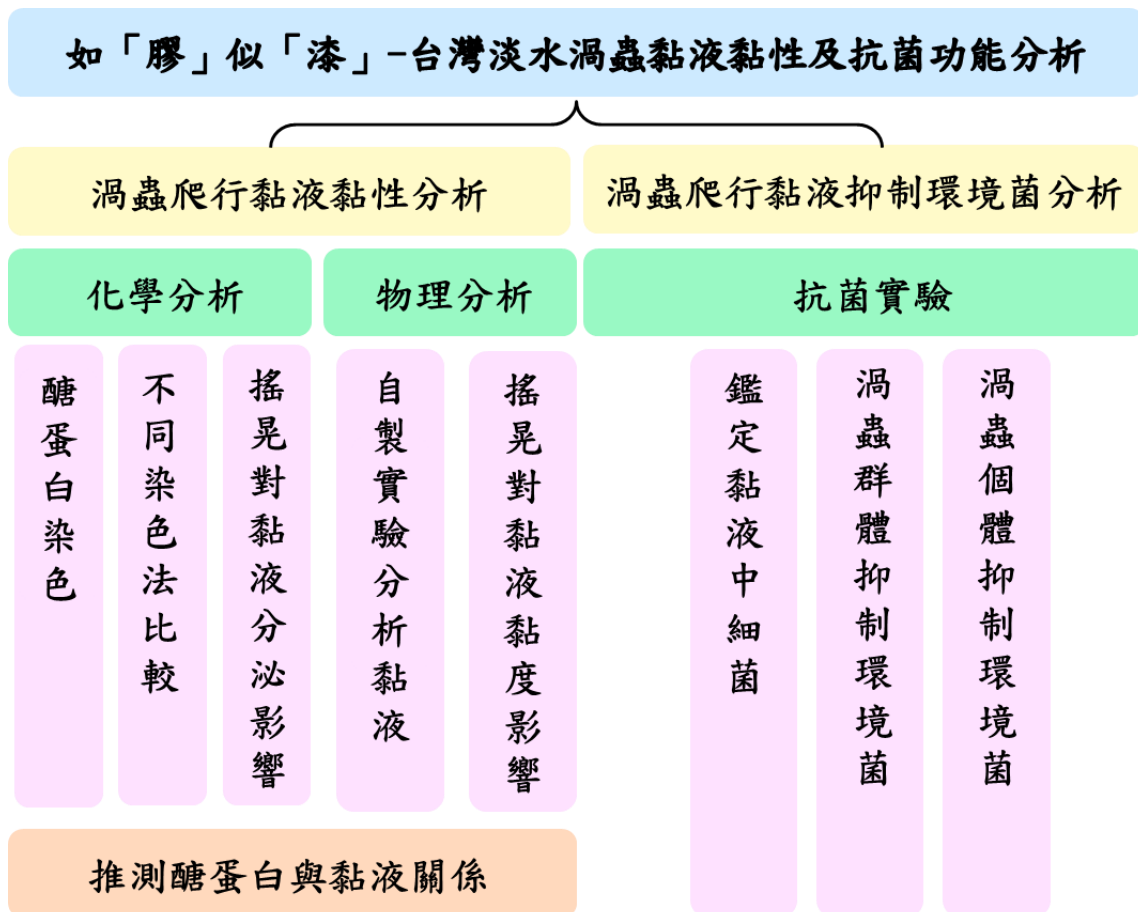 如「膠」似「漆」-台灣淡水渦蟲黏液黏性及抗菌功能分析
渦蟲爬行黏液黏性分析
渦蟲爬行黏液抑制環境菌分析
化學分析
物理分析
抗菌實驗
醣蛋白染色
不同染色法比較
搖晃對黏液分泌影響
自製實驗分析黏液
搖晃對黏液黏度影響
鑑定黏液中細菌
渦蟲群體抑制環境菌
渦蟲個體抑制環境菌
推測醣蛋白與黏液關係